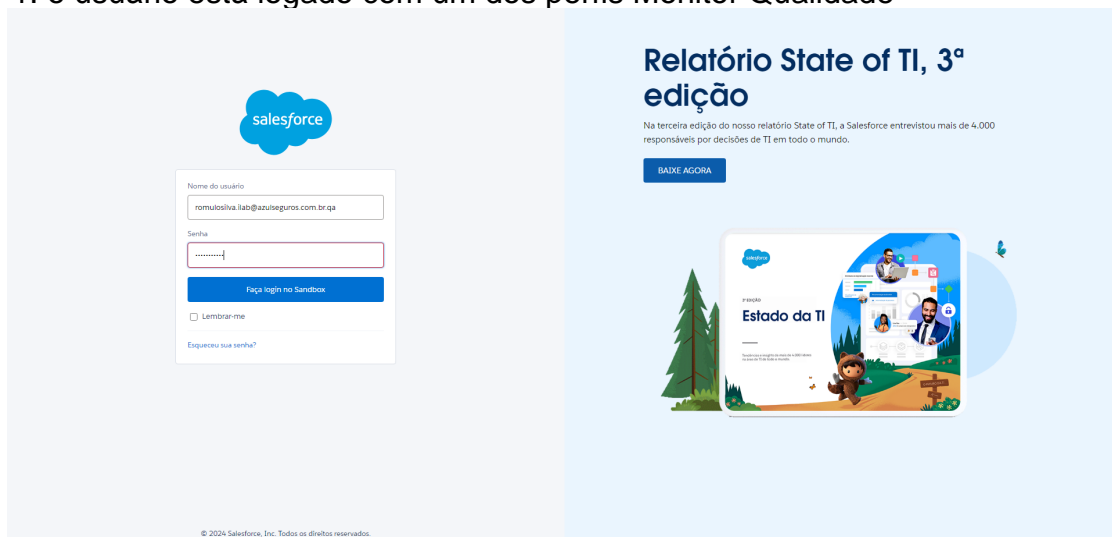 1. o usuário está logado com um dos perfis Monitor Qualidade
salesforce
Nome do usuário
romulosilva.ilab@azulseguros.com.br.qa
Senha
Faça login no Sandbox
Lembrar-me
Esqueceu sua senha?
© 2024 Salesforce, Inc. Todos os direitos reservados.
Relatório State of TI, 3ª
edição
Na terceira edição do nosso relatório State of TI, a Salesforce entrevistou mais de 4.000
responsáveis por decisões de TI em todo o mundo.
BAIXE AGORA
salesforce
3ª EDIÇÃO
Estado da TI